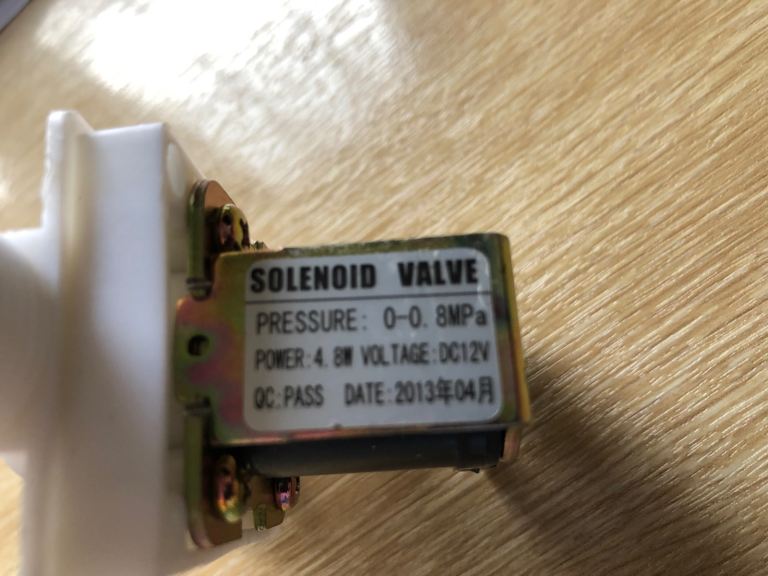 SOLENOID VALVE
PRESSURE: 0-0.8MPa
POWER:4.8W VOLTAGE:DC12V
QC:PASS DATE:2013年04月